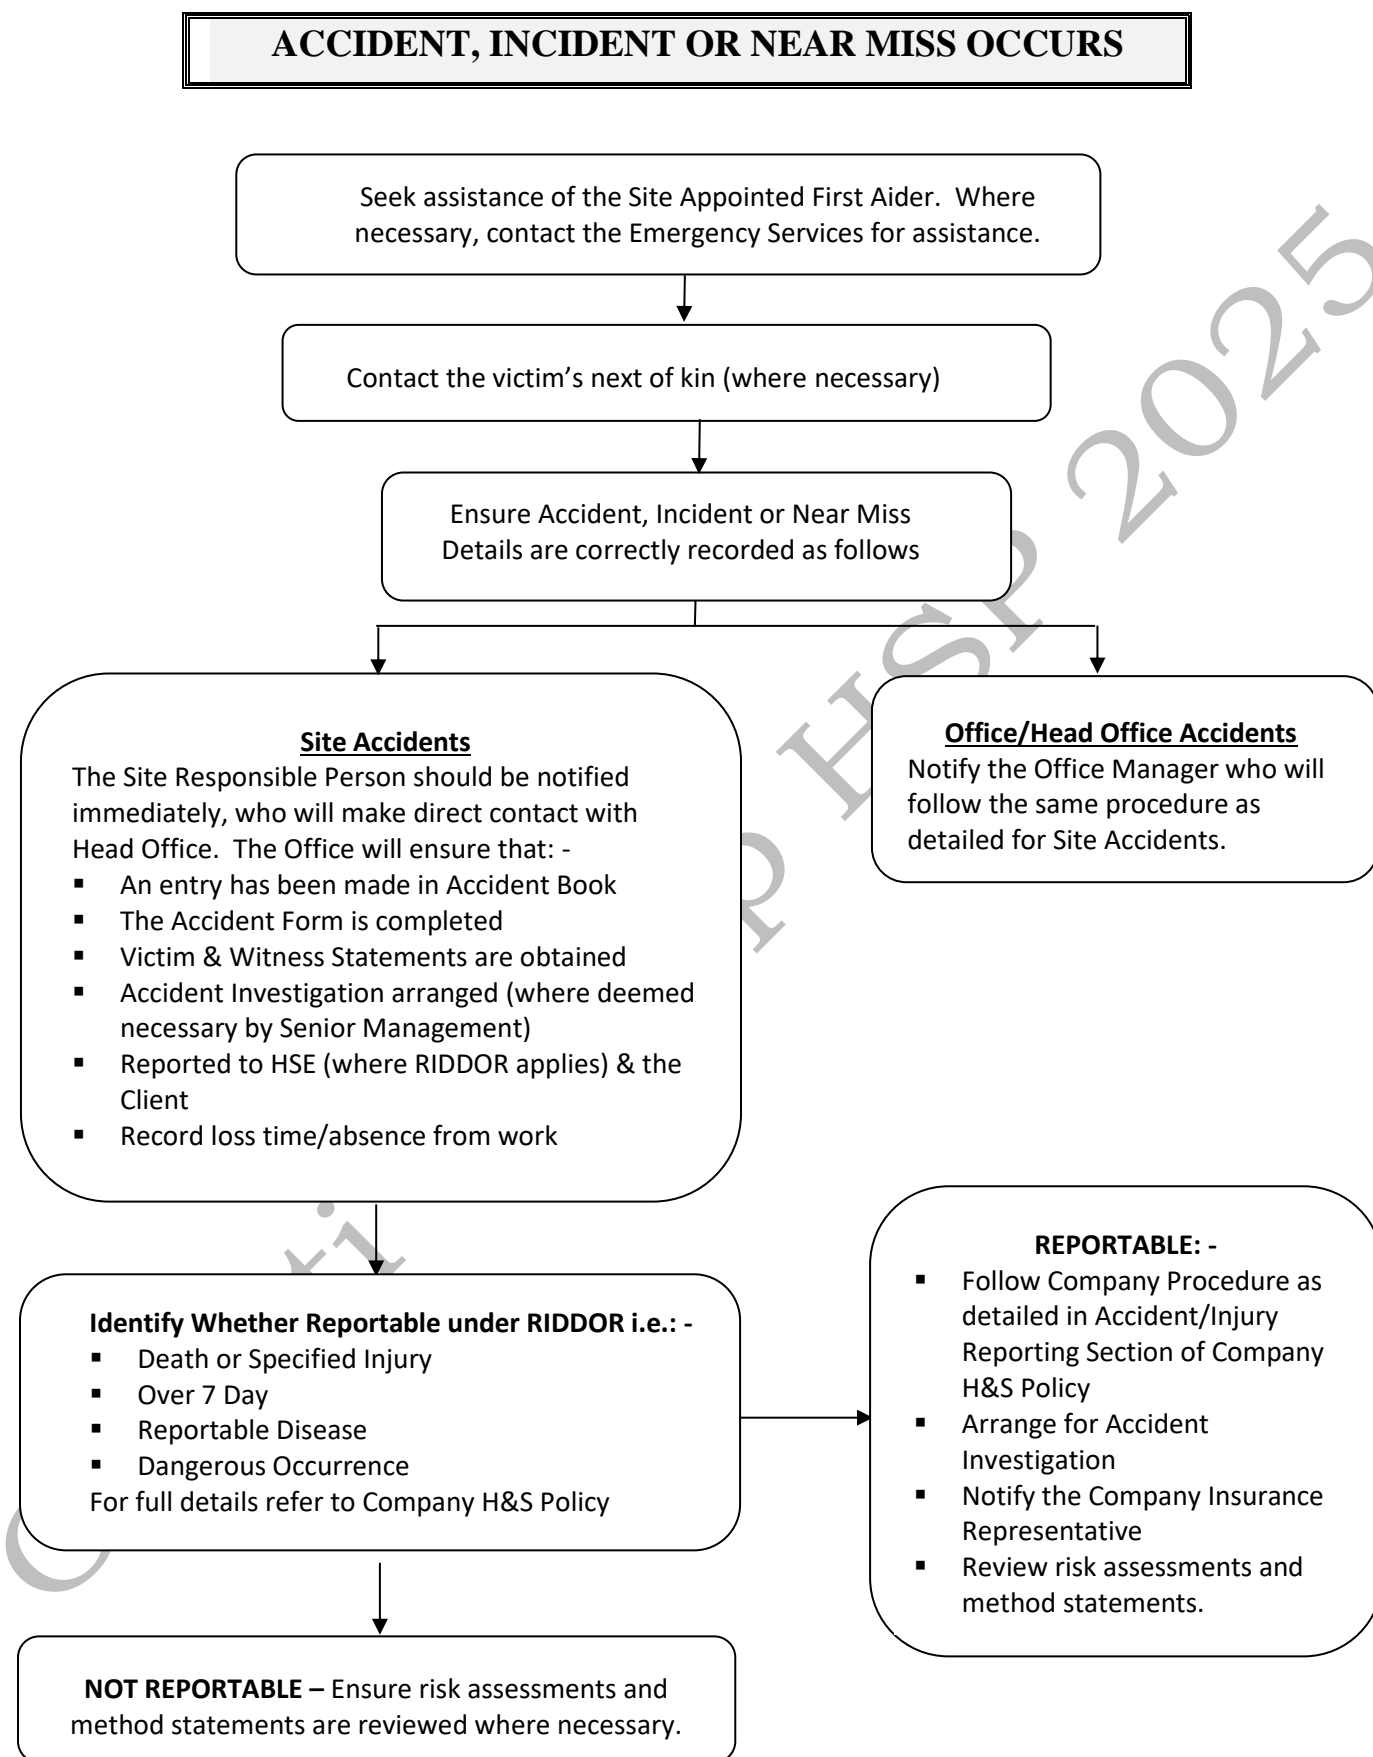 ACCIDENT, INCIDENT OR NEAR MISS OCCURS
Seek assistance of the Site Appointed First Aider.  Where
necessary, contact the Emergency Services for assistance.
Contact the victim’s next of kin (where necessary)
Ensure Accident, Incident or Near Miss
Details are correctly recorded as follows
Site Accidents
The Site Responsible Person should be notified
immediately, who will make direct contact with
Head Office.  The Office will ensure that: -
▪ An entry has been made in Accident Book
▪ The Accident Form is completed
▪ Victim & Witness Statements are obtained
▪ Accident Investigation arranged (where deemed
necessary by Senior Management)
▪ Reported to HSE (where RIDDOR applies) & the
Client
▪ Record loss time/absence from work
Office/Head Office Accidents
Notify the Office Manager who will
follow the same procedure as
detailed for Site Accidents.
Identify Whether Reportable under RIDDOR i.e.: -
▪ Death or Specified Injury
▪ Over 7 Day
▪ Reportable Disease
▪ Dangerous Occurrence
For full details refer to Company H&S Policy
REPORTABLE: -
▪ Follow Company Procedure as
detailed in Accident/Injury
Reporting Section of Company
H&S Policy
▪ Arrange for Accident
Investigation
▪ Notify the Company Insurance
Representative
▪ Review risk assessments and
method statements.
NOT REPORTABLE – Ensure risk assessments and
method statements are reviewed where necessary.
HSP 2025